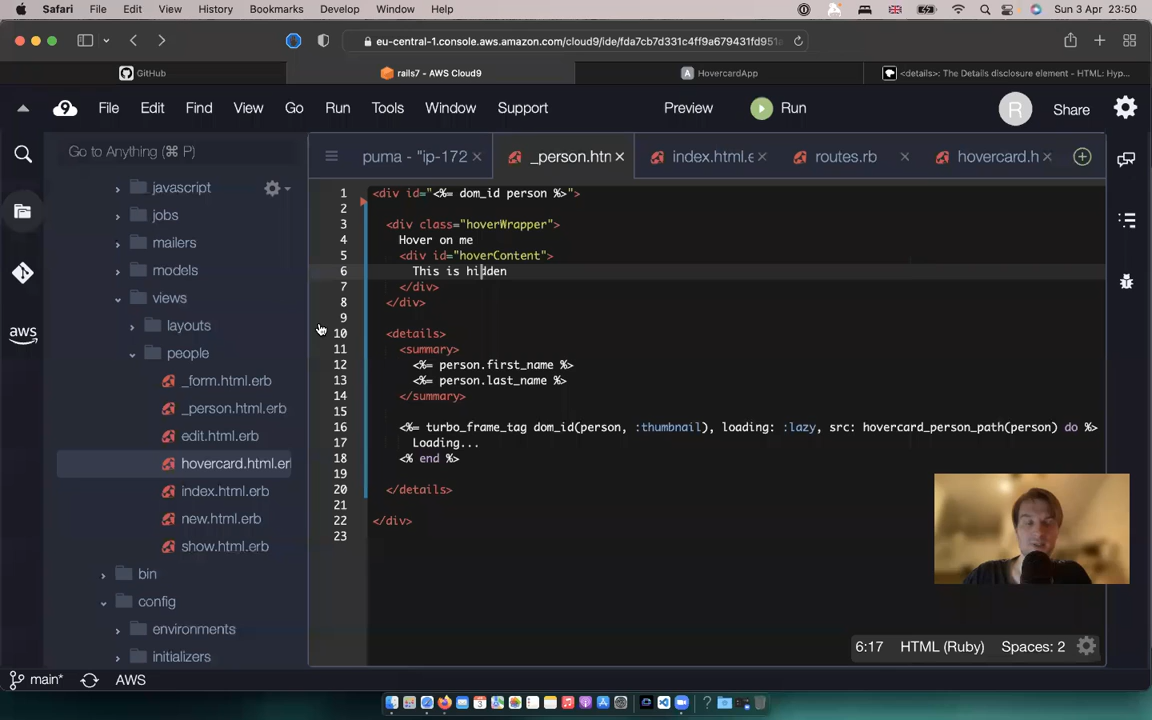 Safari File Edit View History Bookmarks Develop Window Help Sun 3 Apr 23:50
eu-central-1.console.aws.amazon.com/cloud9/ide/fda7cb7d331c4ff9a679431fd951
GitHub rails7 - AWS Cloud9 HovercardApp <details>: The Details disclosure element - HTML: Hyp...
9 File Edit Find View Go Run Tools Window Support Preview Run R Share
Go to Anything (⌘ P)
puma - "ip-172 _person.htm index.html.e routes.rb hovercard.h
javascript
jobs
mailers
models
views
layouts
people
_form.html.erb
_person.html.erb
edit.html.erb
hovercard.html.er
index.html.erb
new.html.erb
show.html.erb
bin
config
environments
initializers
aws
1 <div id="<%= dom_id person %>">
2
3 <div class="hoverWrapper">
4 Hover on me
5 <div id="hoverContent">
6 This is hidden
7 </div>
8 </div>
9
10 <details>
11 <summary>
12 <%= person.first_name %>
13 <%= person.last_name %>
14 </summary>
15
16 <%= turbo_frame_tag dom_id(person, :thumbnail), loading: :lazy, src: hovercard_person_path(person) do %>
17 Loading...
18 <% end %>
19
20 </details>
21
22 </div>
23
6:17 HTML (Ruby) Spaces: 2
main* AWS